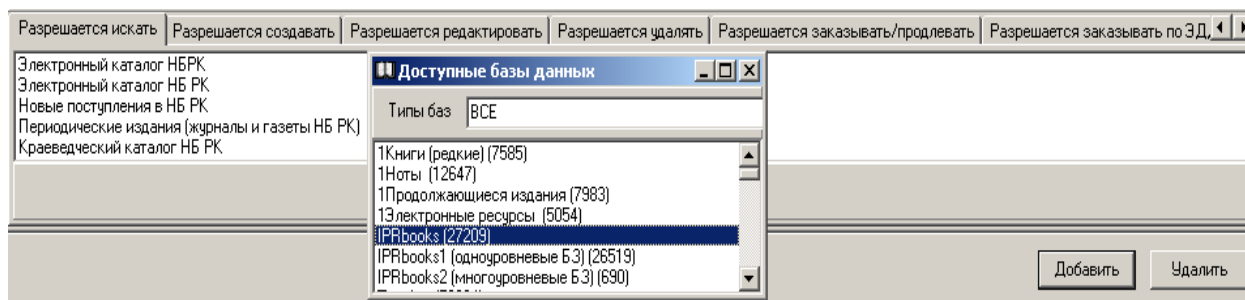 Разрешается искать Разрешается создавать Разрешается редактировать Разрешается удалять Разрешается заказывать/продлевать Разрешается заказывать по ЭД,
Электронный каталог НБРК
Электронный каталог НБ РК
Новые поступления в НБ РК
Периодические издания (журналы и газеты НБ РК)
Краеведческий каталог НБ РК
Доступные базы данных
Типы баз ВСЕ
1Книги (редкие) (7585)
1Ноты (12647)
1Продолжающиеся издания (7983)
1Электронные ресурсы (5054)
IPRbooks (27209)
IPRbooks1 (одноуровневые БЗ) (26519)
IPRbooks2 (многоуровневые БЗ) (690)
Добавить Удалить